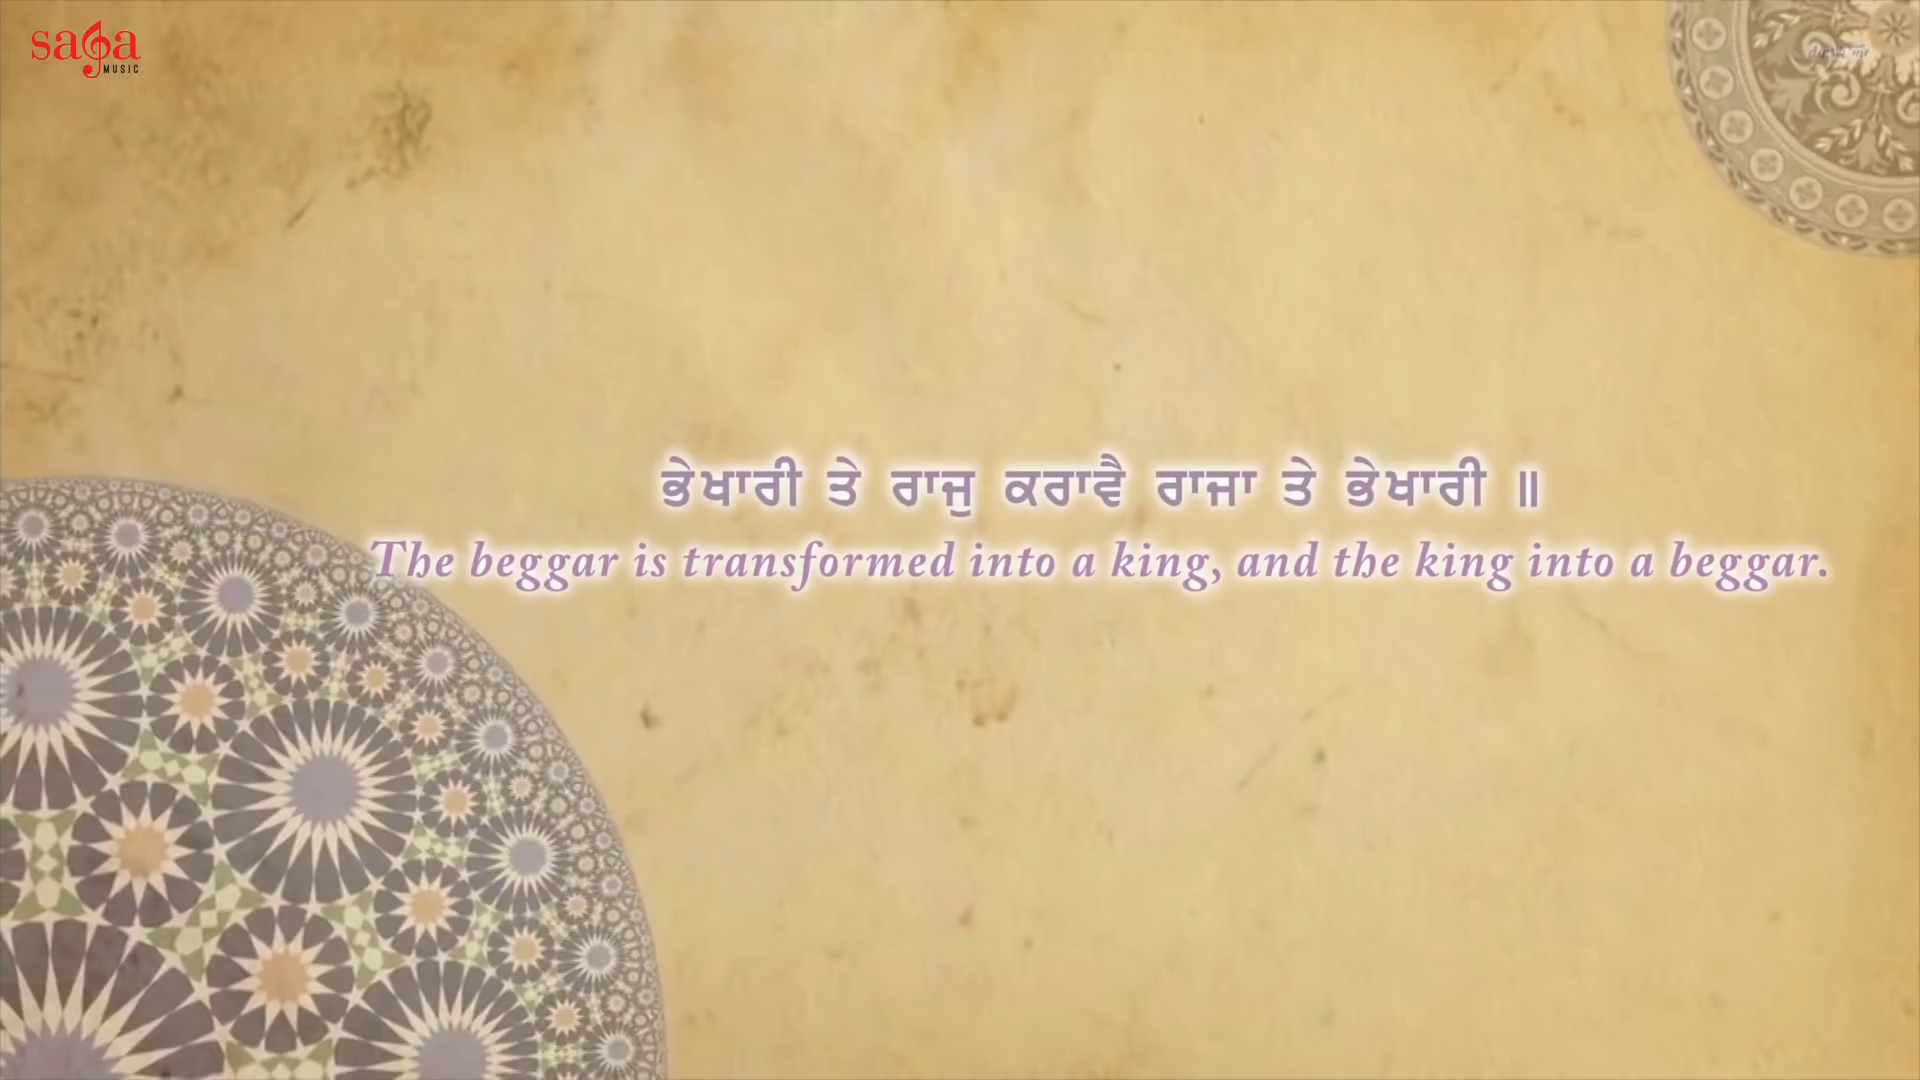 saga
MUSIC
ਭੇਖਾਰੀ ਤੇ ਰਾਜੁ ਕਰਾਵੈ ਰਾਜਾ ਤੇ ਭੇਖਾਰੀ ॥
The beggar is transformed into a king, and the king into a beggar.